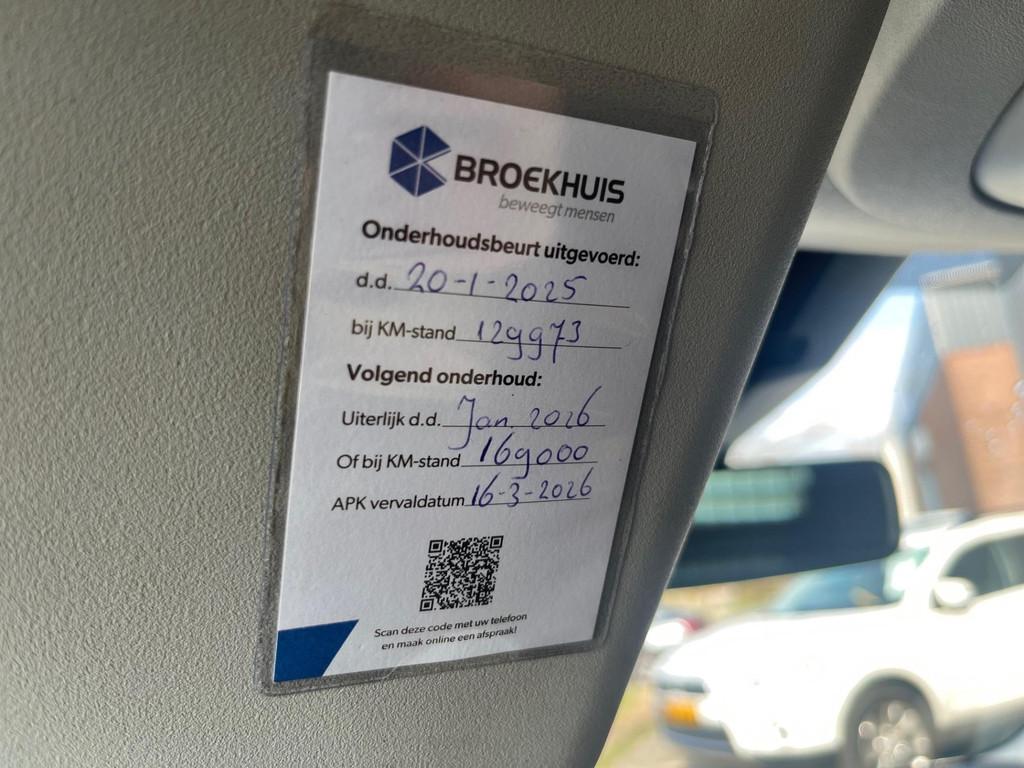 BROEKHUIS
beweegt mensen
Onderhoudsbeurt uitgevoerd:
d.d. 20-1-2025
bij KM-stand 129973
Volgend onderhoud:
Uiterlijk d.d. Jan. 2026
Of bij KM-stand 169000
APK vervaldatum 16-3-2026
Scan deze code met uw telefoon
en maak online een afspraak!